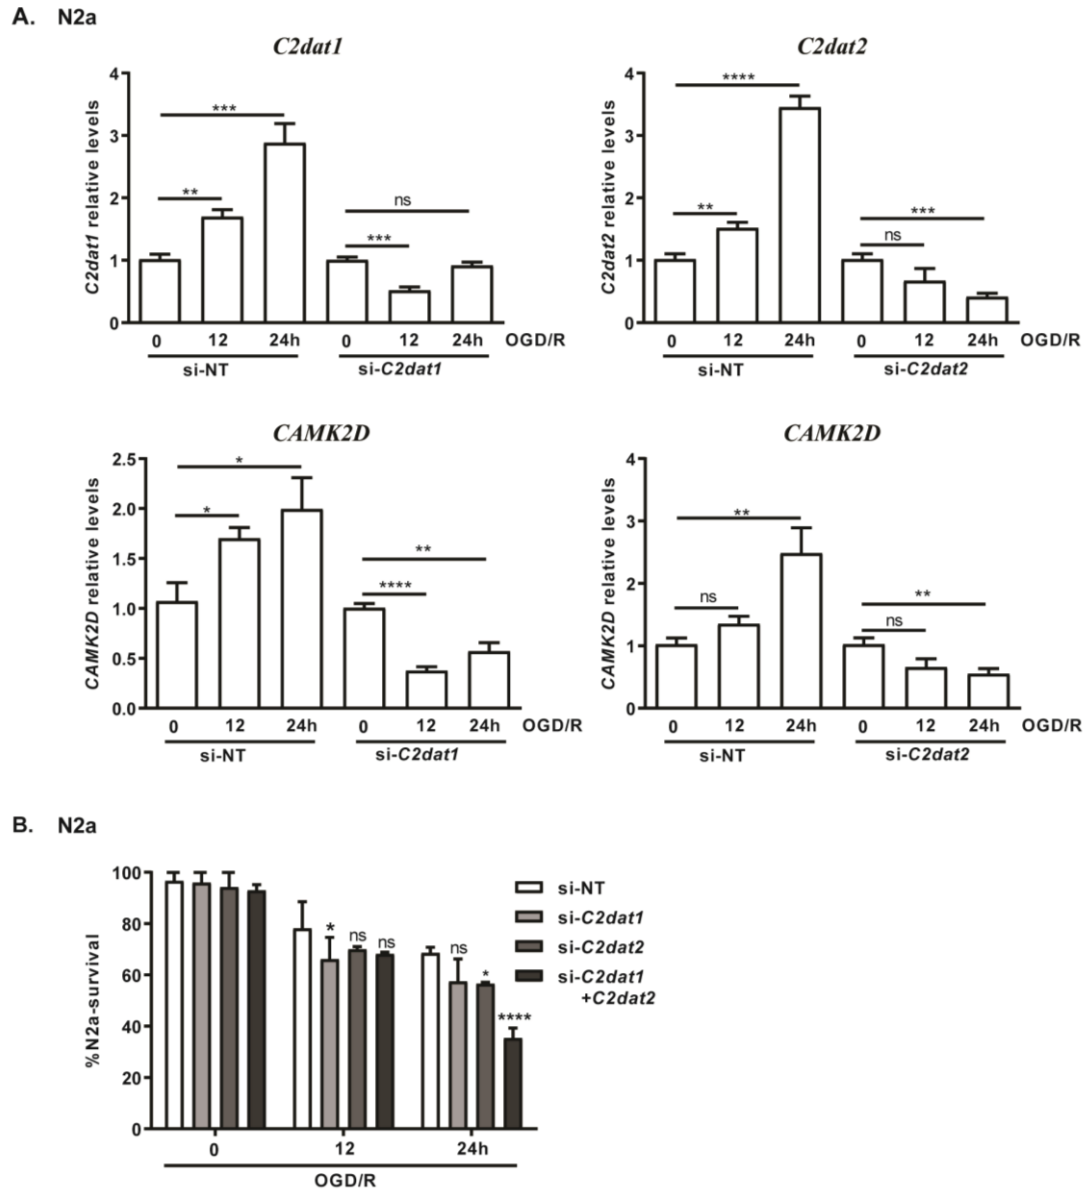 A. N2a
C2dat1
C2dat1 relative levels
4
3
2
1
0
***
**
ns
***
0 12 24h 0 12 24h OGD/R
si-NT si-C2dat1
C2dat2
C2dat2 relative levels
4
3
2
1
0
****
**
***
ns
0 12 24h 0 12 24h OGD/R
si-NT si-C2dat2
CAMK2D
CAMK2D relative levels
2.5
2.0
1.5
1.0
0.5
0.0
*
*
**
****
0 12 24h 0 12 24h OGD/R
si-NT si-C2dat1
CAMK2D
CAMK2D relative levels
4
3
2
1
0
**
ns
**
ns
0 12 24h 0 12 24h OGD/R
si-NT si-C2dat2
B. N2a
%N2a-survival
100
80
60
40
20
0
* ns ns
ns * ****
0 12 24h
OGD/R
si-NT
si-C2dat1
si-C2dat2
si-C2dat1
+C2dat2